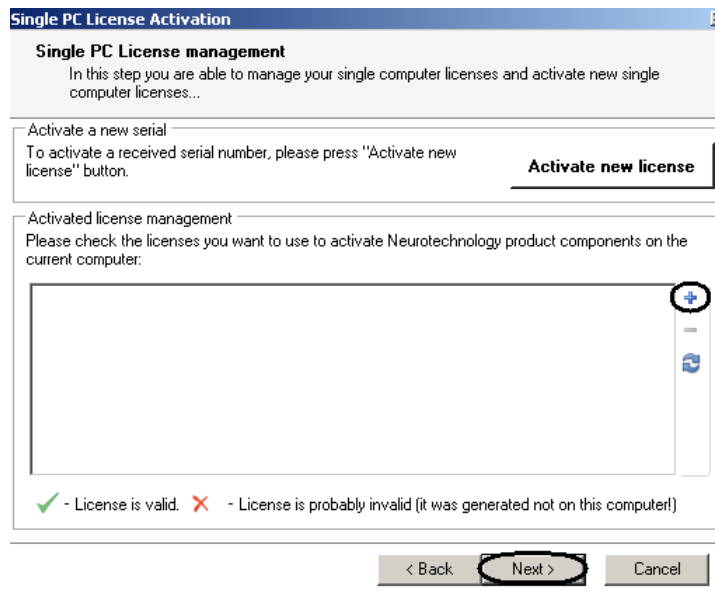 Single PC License Activation
Single PC License management
In this step you are able to manage your single computer licenses and activate new single
computer licenses...
Activate a new serial
To activate a received serial number, please press "Activate new
license" button.
Activate new license
Activated license management
Please check the licenses you want to use to activate Neurotechnology product components on the
current computer:
- License is valid. - License is probably invalid (it was generated not on this computer!)
< Back Next > Cancel